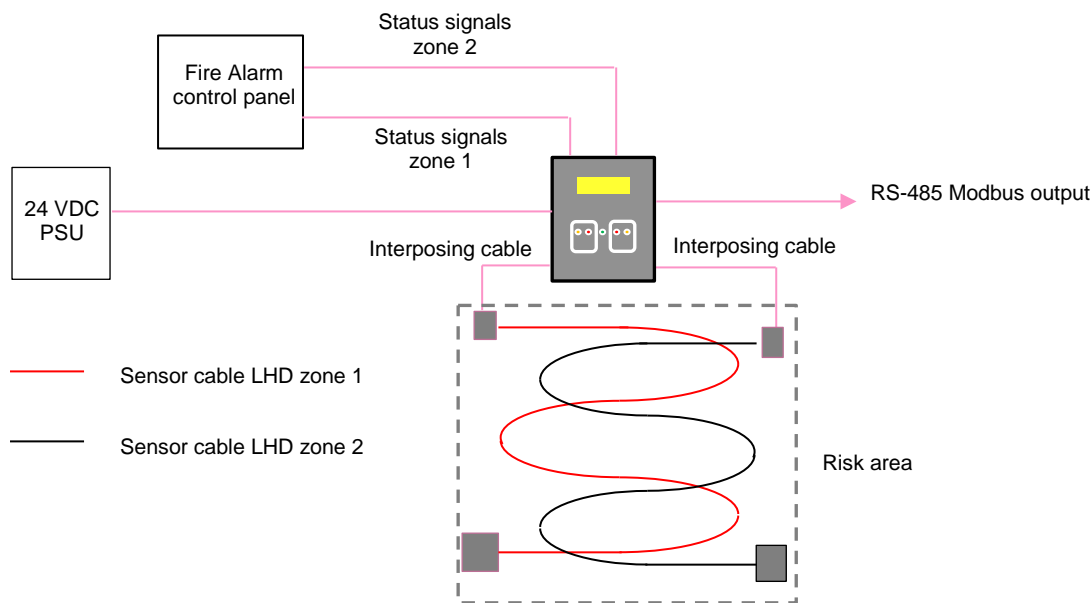 Status signals
zone 2
Fire Alarm
control panel
Status signals
zone 1
24 VDC
PSU
RS-485 Modbus output
Interposing cable
Interposing cable
Sensor cable LHD zone 1
Sensor cable LHD zone 2
Risk area